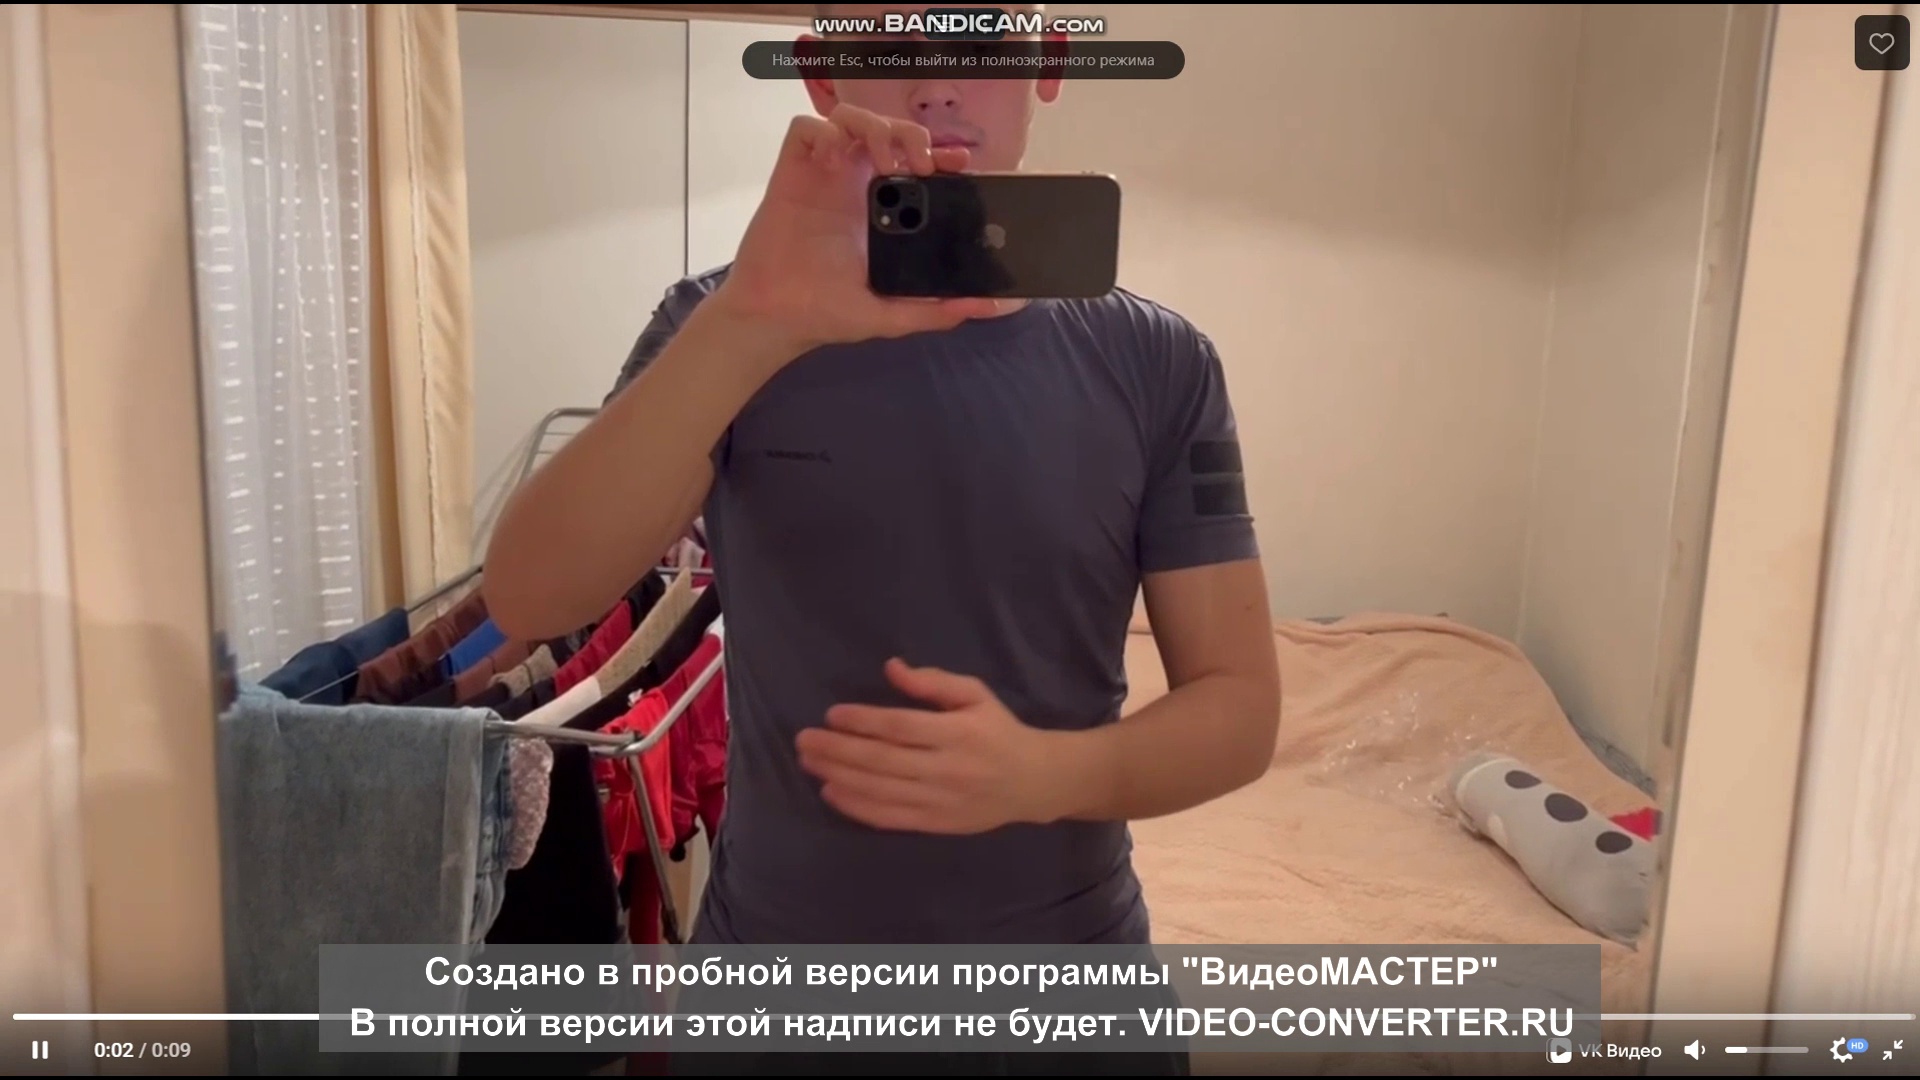 www.BANDICAM.com
Нажмите Esc, чтобы выйти из полноэкранного режима
Создано в пробной версии программы "ВидеоМАСТЕР"
В полной версии этой надписи не будет. VIDEO-CONVERTER.RU
0:02 / 0:09
VK Видео
HD